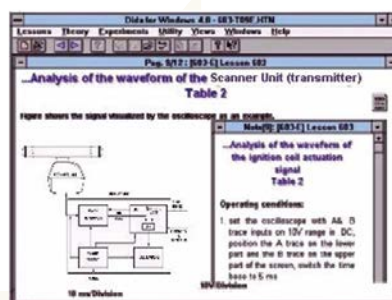 Dida for Windows 4.0 - 603-T09E.HTM
Lessons Theory Experiments Utility Views Windows Help
Pag. 9/12 : [603-E] Lesson 603
...Analysis of the waveform of the Scanner Unit (transmitter)
Table 2
Figure shows the signal visualized by the oscilloscope as an example.
Note[9]: [603-E] Lesson 603
...Analysis of the waveform of
the ignition cell actuation
signal
Table 2
Operating conditions:
1 set the oscilloscope with A& B
trace inputs on 10V range in DC,
position the A trace on the lower
part and the B trace on the upper
part of the screen, switch the time
base to 5 ms
10 ms/Division
10V/Division